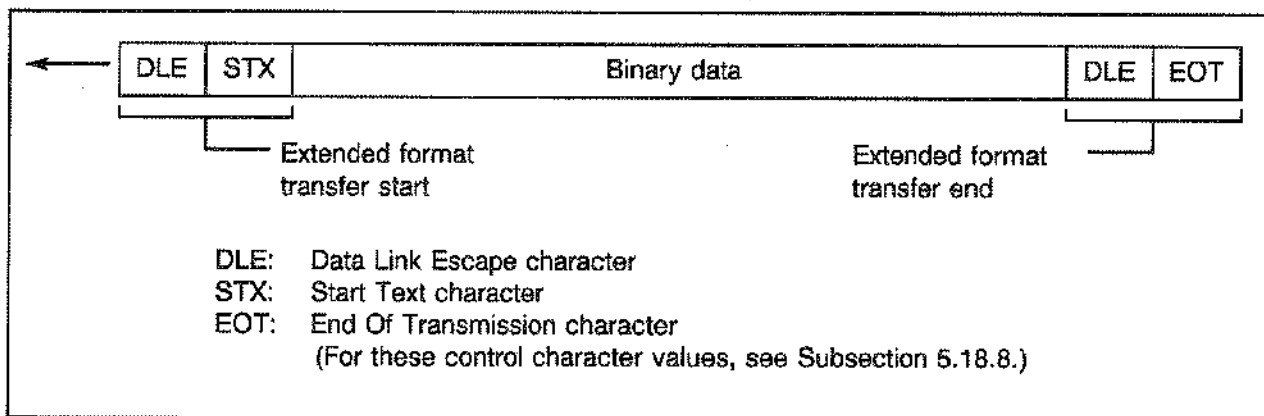 DLE STX Binary data DLE EOT
Extended format
transfer start
Extended format
transfer end
DLE: Data Link Escape character
STX: Start Text character
EOT: End Of Transmission character
(For these control character values, see Subsection 5.18.8.)